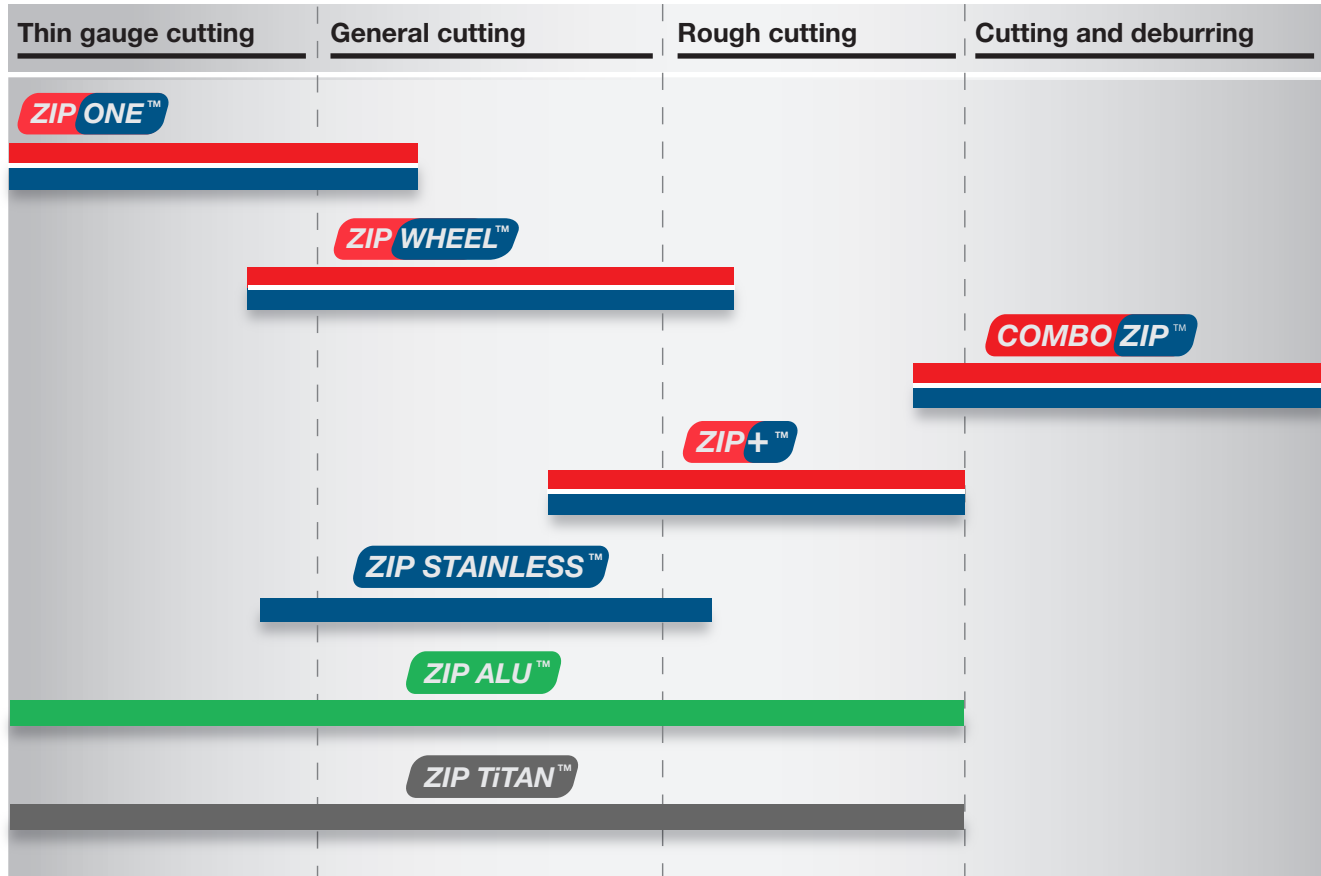 Thin gauge cutting
General cutting
Rough cutting
Cutting and deburring
ZIP ONE™
ZIP WHEEL™
COMBO ZIP™
ZIP+™
ZIP STAINLESS™
ZIP ALU™
ZIP TiTAN™